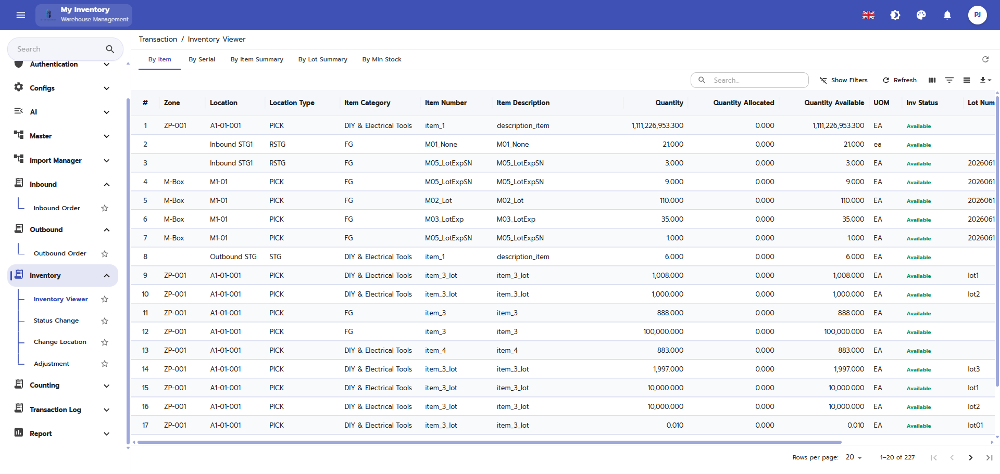 My Inventory
Warehouse Management
PJ
Search
Authentication
Configs
AI
Master
Import Manager
Inbound
Inbound Order
Outbound
Outbound Order
Inventory
Inventory Viewer
Status Change
Change Location
Adjustment
Counting
Transaction Log
Report
Transaction / Inventory Viewer
By Item By Serial By Item Summary By Lot Summary By Min Stock
Search... Show Filters Refresh
# Zone Location Location Type Item Category Item Number Item Description Quantity Quantity Allocated Quantity Available UOM Inv Status Lot Num
1 ZP-001 A1-01-001 PICK DIY & Electrical Tools item_1 description_item 1,111,226,953.300 0.000 1,111,226,953.300 EA Available
2 Inbound STG1 RSTG FG M01_None M01_None 21.000 0.000 21.000 ea Available
3 Inbound STG1 RSTG FG M05_LotExpSN M05_LotExpSN 3.000 0.000 3.000 EA Available 2026061
4 M-Box M1-01 PICK FG M05_LotExpSN M05_LotExpSN 9.000 0.000 9.000 EA Available 2026061
5 M-Box M1-01 PICK FG M02_Lot M02_Lot 110.000 0.000 110.000 EA Available 2026061
6 M-Box M1-01 PICK FG M03_LotExp M03_LotExp 35.000 0.000 35.000 EA Available 2026061
7 M-Box M1-01 PICK FG M05_LotExpSN M05_LotExpSN 1.000 0.000 1.000 EA Available 2026061
8 Outbound STG STG DIY & Electrical Tools item_1 description_item 6.000 0.000 6.000 EA Available
9 ZP-001 A1-01-001 PICK DIY & Electrical Tools item_3_lot item_3_lot 1,008.000 0.000 1,008.000 EA Available lot1
10 ZP-001 A1-01-001 PICK DIY & Electrical Tools item_3_lot item_3_lot 1,000.000 0.000 1,000.000 EA Available lot2
11 ZP-001 A1-01-001 PICK FG item_3 item_3 888.000 0.000 888.000 EA Available
12 ZP-001 A1-01-001 PICK FG item_3 item_3 100,000.000 0.000 100,000.000 EA Available
13 ZP-001 A1-01-001 PICK DIY & Electrical Tools item_4 item_4 883.000 0.000 883.000 EA Available
14 ZP-001 A1-01-001 PICK DIY & Electrical Tools item_3_lot item_3_lot 1,997.000 0.000 1,997.000 EA Available lot3
15 ZP-001 A1-01-001 PICK DIY & Electrical Tools item_3_lot item_3_lot 10,000.000 0.000 10,000.000 EA Available lot1
16 ZP-001 A1-01-001 PICK DIY & Electrical Tools item_3_lot item_3_lot 10,000.000 0.000 10,000.000 EA Available lot2
17 ZP-001 A1-01-001 PICK DIY & Electrical Tools item_3_lot item_3_lot 0.010 0.000 0.010 EA Available lot01
Rows per page: 20 1–20 of 227